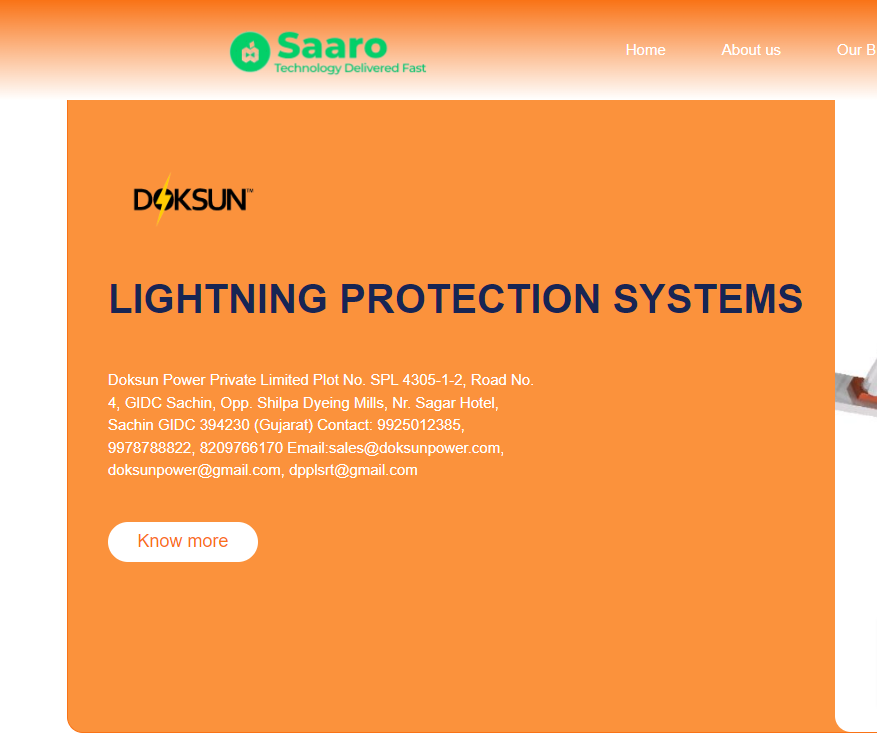 Saaro
Technology Delivered Fast
Home
About us
Our B
DOKSUN™
LIGHTNING PROTECTION SYSTEMS
Doksun Power Private Limited Plot No. SPL 4305-1-2, Road No.
4, GIDC Sachin, Opp. Shilpa Dyeing Mills, Nr. Sagar Hotel,
Sachin GIDC 394230 (Gujarat) Contact: 9925012385,
9978788822, 8209766170 Email:sales@doksunpower.com,
doksunpower@gmail.com, dpplsrt@gmail.com
Know more